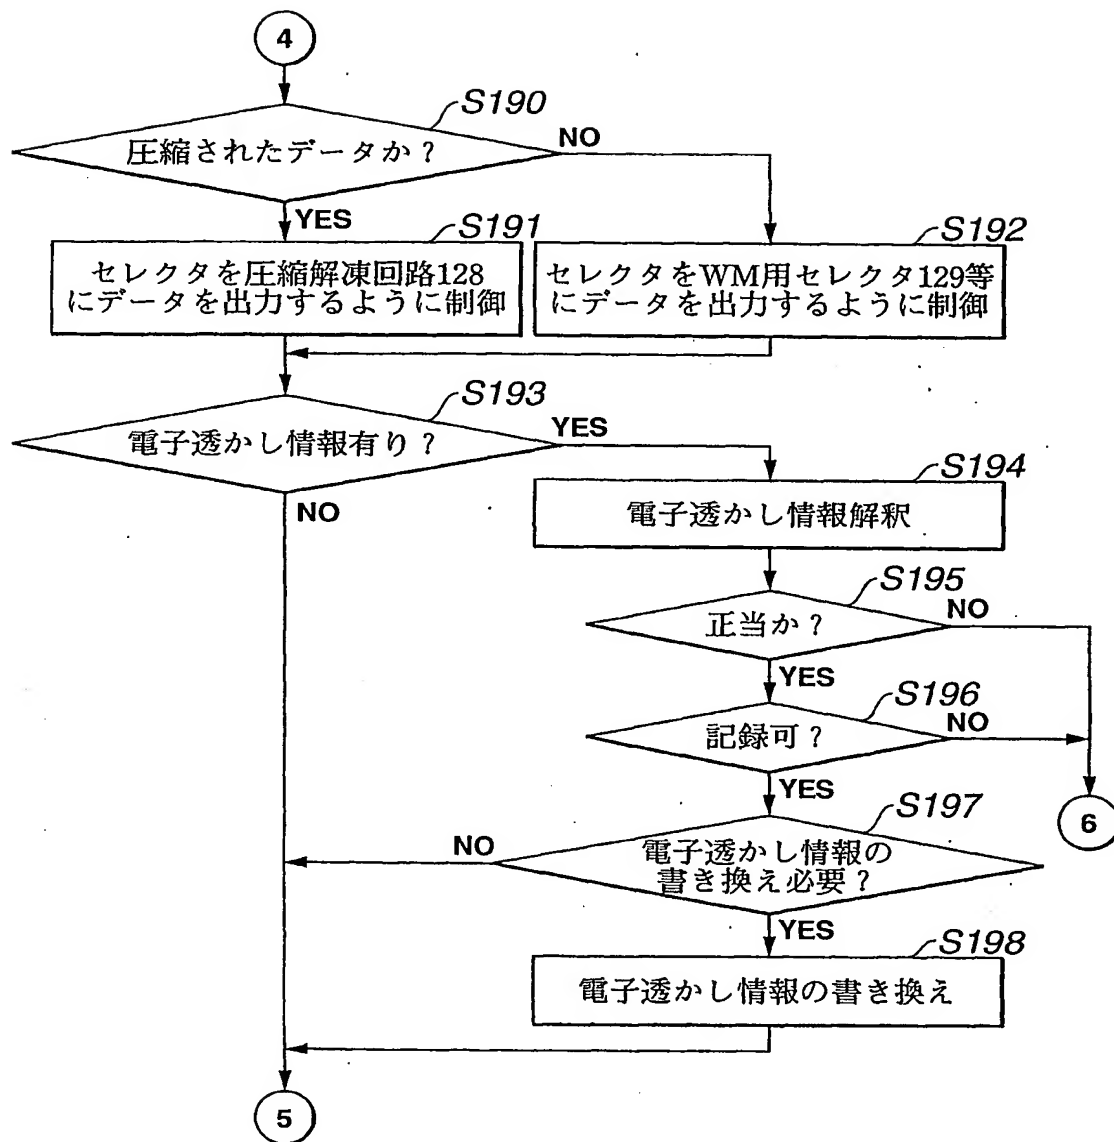 4
S190
圧縮されたデータか?
NO
YES
S191
セレクタを圧縮解凍回路128
にデータを出力するように制御
S192
セレクタをWM用セレクタ129等
にデータを出力するように制御
S193
電子透かし情報有り?
YES
NO
S194
電子透かし情報解釈
S195
正当か?
NO
YES
S196
記録可?
NO
YES
6
S197
電子透かし情報の
書き換え必要?
NO
YES
S198
電子透かし情報の書き換え
5